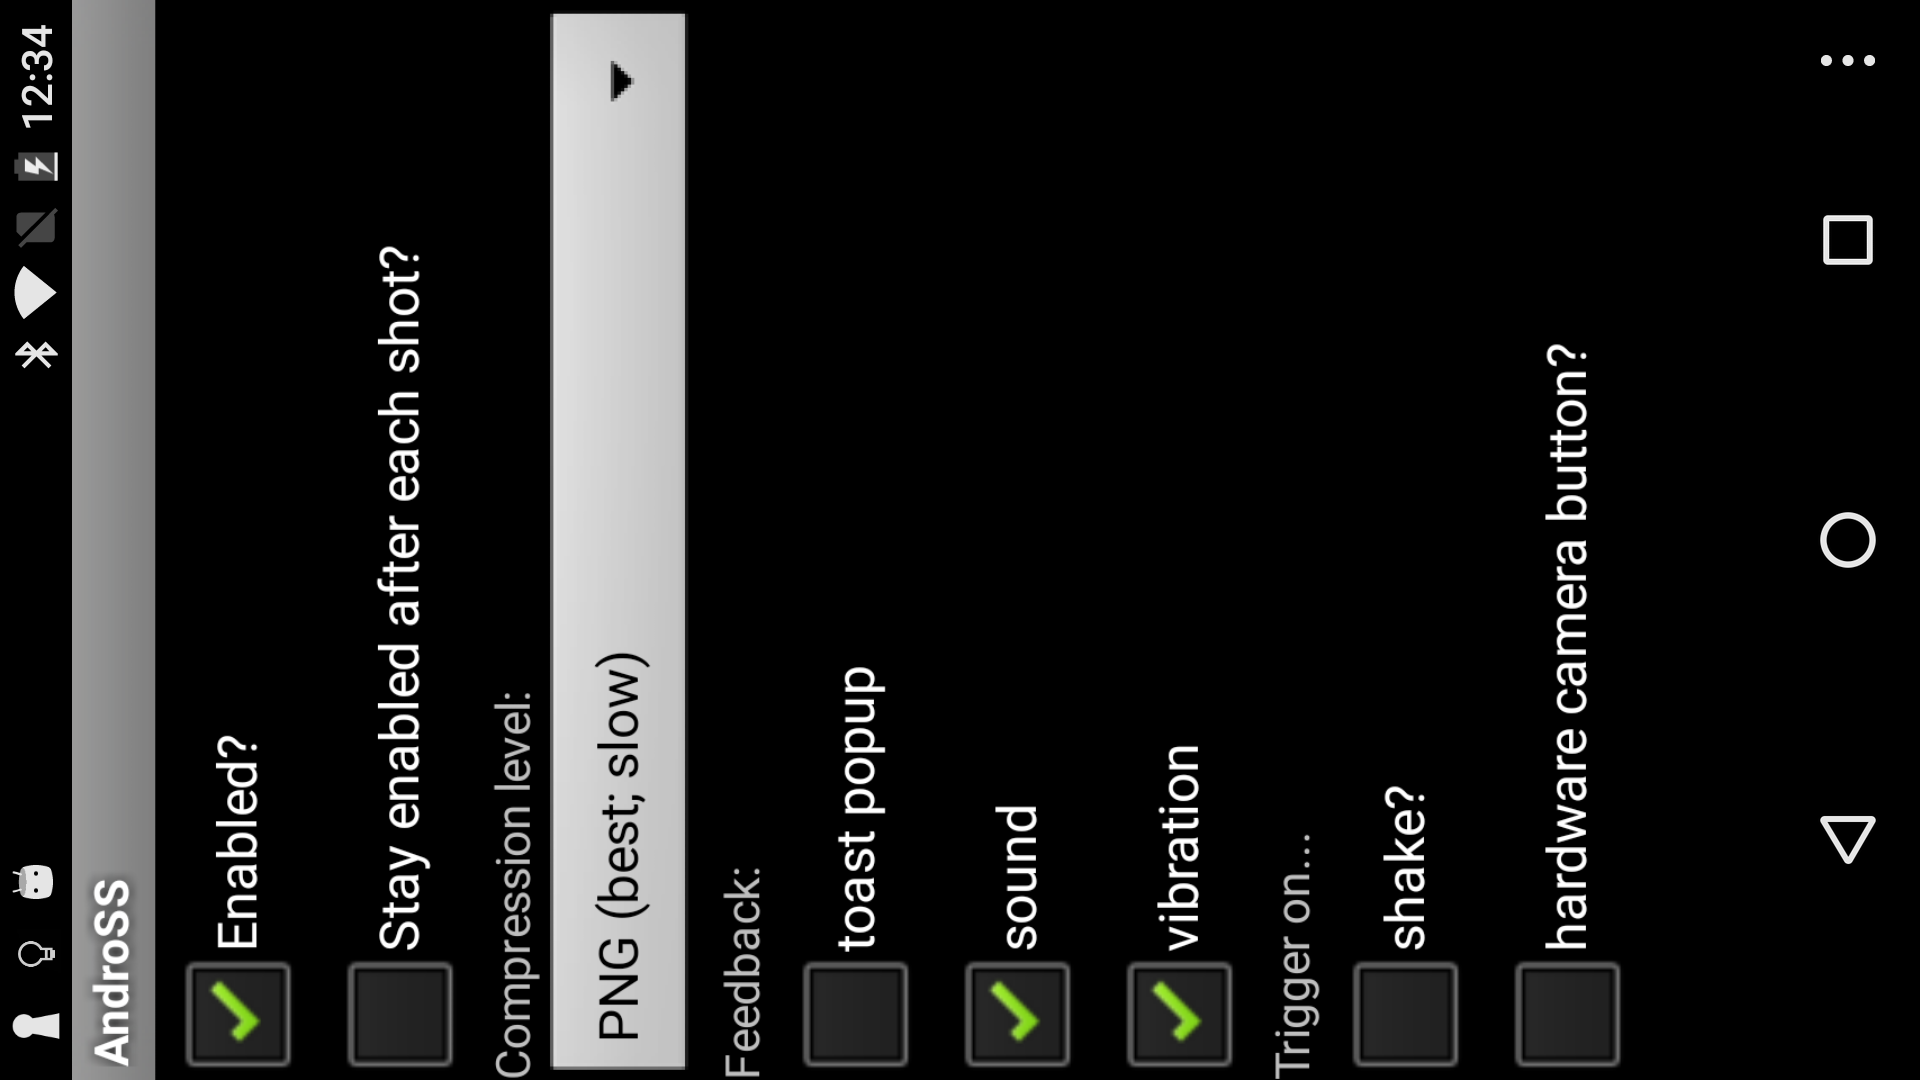 12:34
AndroSS
Enabled?
Stay enabled after each shot?
Compression level:
PNG (best; slow)
Feedback:
toast popup
sound
vibration
Trigger on...
shake?
hardware camera button?